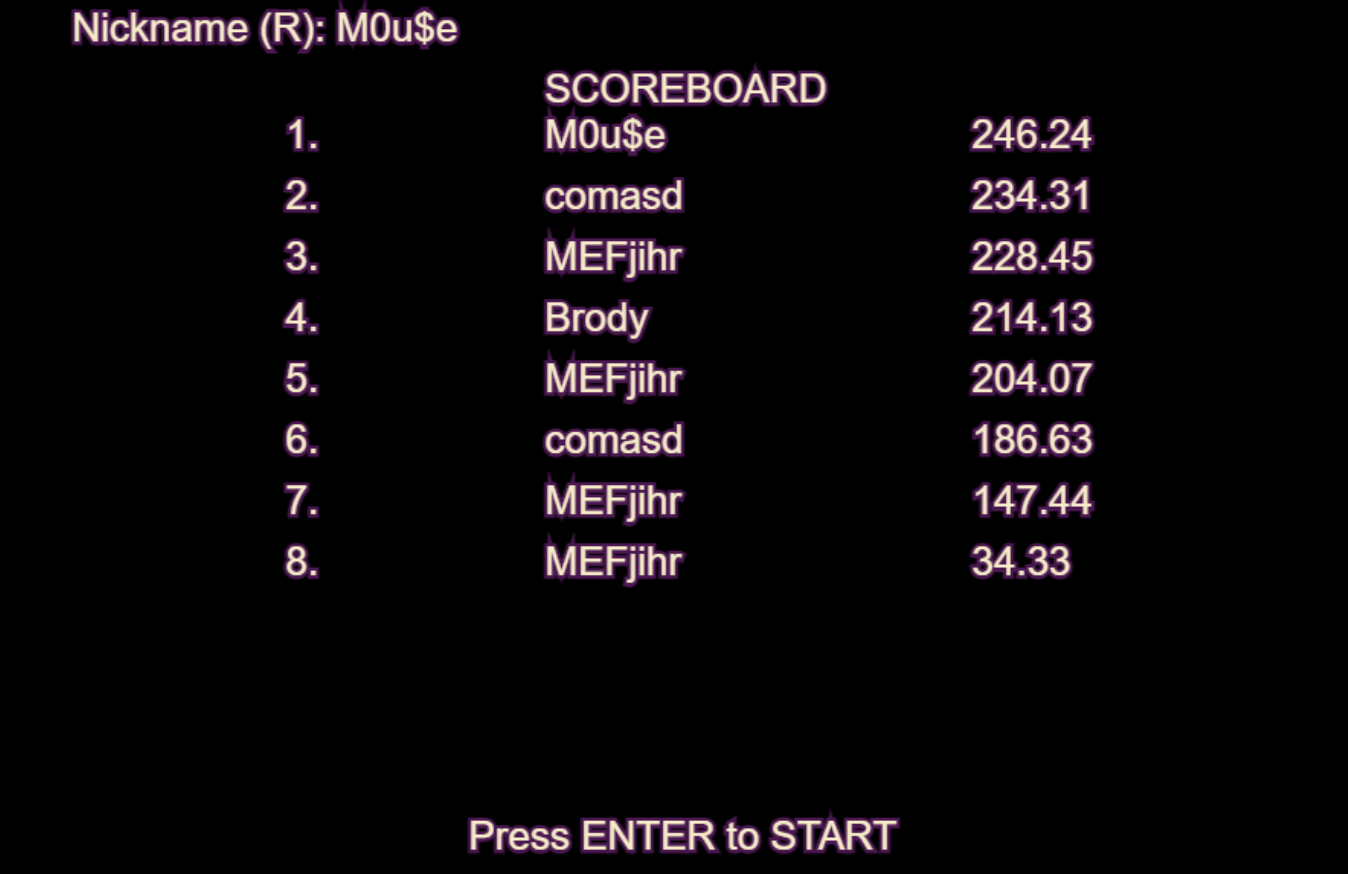 Nickname (R): M0u$e
SCOREBOARD
1. M0u$e 246.24
2. comasd 234.31
3. MEFjihr 228.45
4. Brody 214.13
5. MEFjihr 204.07
6. comasd 186.63
7. MEFjihr 147.44
8. MEFjihr 34.33
Press ENTER to START